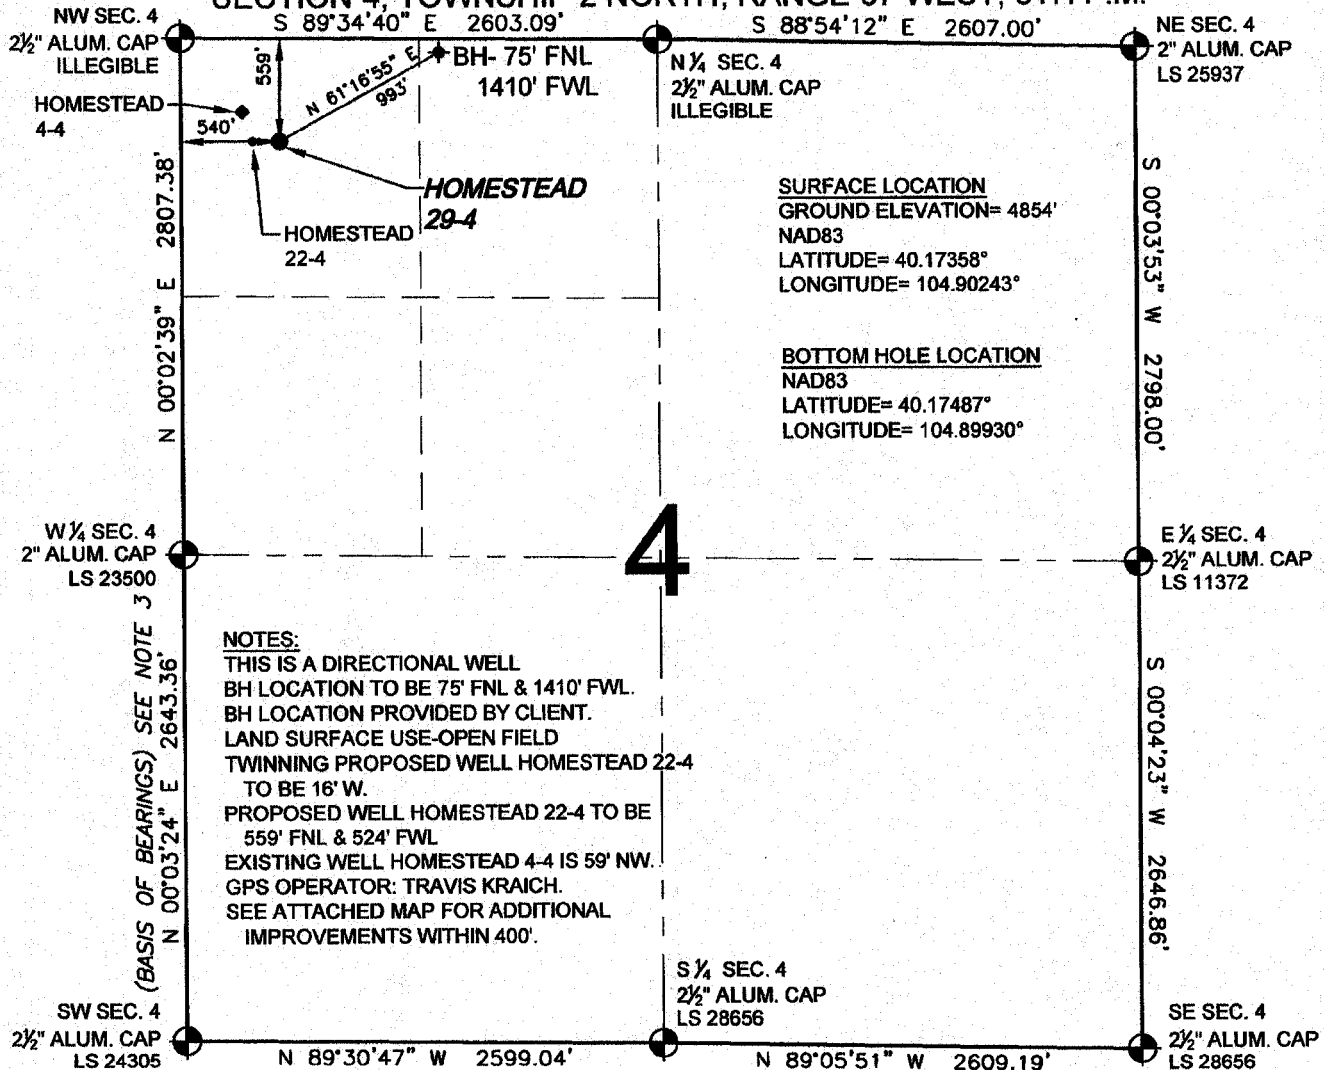 SECTION 4, TOWNSHIP 2 NORTH, RANGE 67 WEST, 6TH P.M.
NW SEC. 4
2½" ALUM. CAP
ILLEGIBLE
S 89°34'40" E 2603.09'
S 88°54'12" E 2607.00'
NE SEC. 4
2" ALUM. CAP
LS 25937
N ¼ SEC. 4
2½" ALUM. CAP
ILLEGIBLE
BH- 75' FNL
1410' FWL
559'
N 61°16'55" E
993'
HOMESTEAD
4-4
540'
HOMESTEAD
29-4
HOMESTEAD
22-4
N 00°02'39" E 2807.38'
SURFACE LOCATION
GROUND ELEVATION= 4854'
NAD83
LATITUDE= 40.17358°
LONGITUDE= 104.90243°
BOTTOM HOLE LOCATION
NAD83
LATITUDE= 40.17487°
LONGITUDE= 104.89930°
S 00°03'53" W 2798.00'
W ¼ SEC. 4
2" ALUM. CAP
LS 23500
4
E ¼ SEC. 4
2½" ALUM. CAP
LS 11372
(BASIS OF BEARINGS) SEE NOTE 3
N 00°03'24" E 2643.36'
NOTES:
THIS IS A DIRECTIONAL WELL
BH LOCATION TO BE 75' FNL & 1410' FWL.
BH LOCATION PROVIDED BY CLIENT.
LAND SURFACE USE-OPEN FIELD
TWINNING PROPOSED WELL HOMESTEAD 22-4
TO BE 16' W.
PROPOSED WELL HOMESTEAD 22-4 TO BE
559' FNL & 524' FWL
EXISTING WELL HOMESTEAD 4-4 IS 59' NW.
GPS OPERATOR: TRAVIS KRAICH.
SEE ATTACHED MAP FOR ADDITIONAL
IMPROVEMENTS WITHIN 400'.
S 00°04'23" W 2646.86'
SW SEC. 4
2½" ALUM. CAP
LS 24305
N 89°30'47" W 2599.04'
S ¼ SEC. 4
2½" ALUM. CAP
LS 28656
N 89°05'51" W 2609.19'
SE SEC. 4
2½" ALUM. CAP
LS 28656